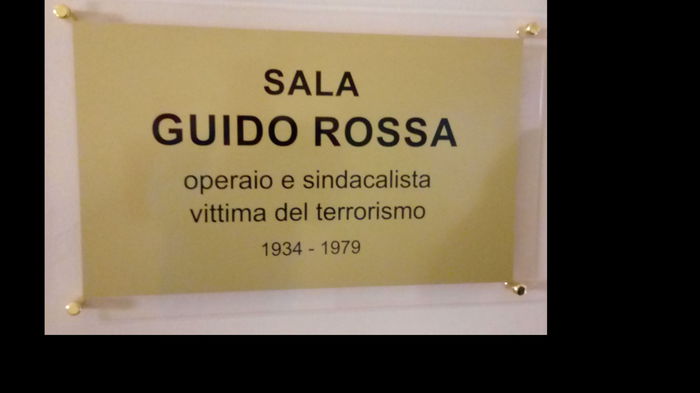 SALA
GUIDO ROSSA
operaio e sindacalista
vittima del terrorismo
1934 - 1979